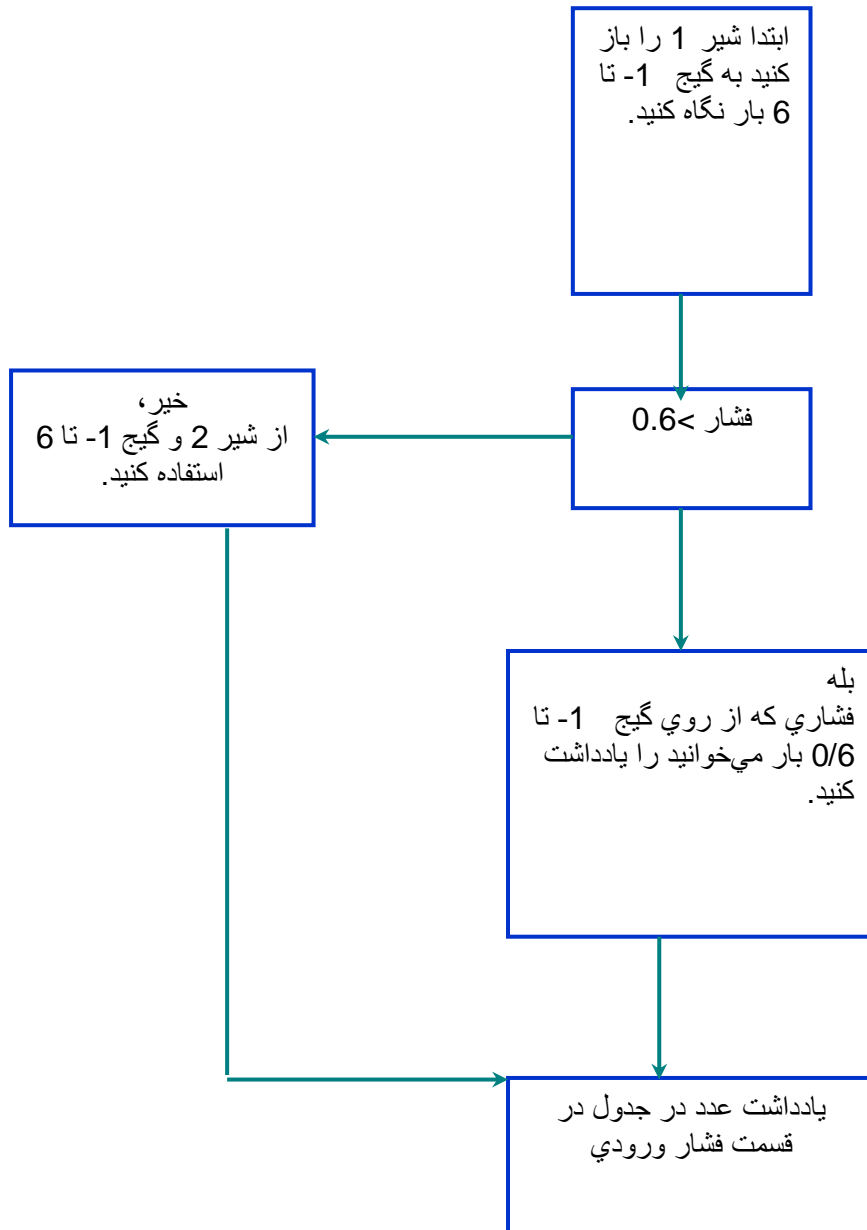 ابتدا شير 1 را باز
كنيد به گيج 1- تا
6 بار نگاه كنيد.
فشار >0.6
خير،
از شير 2 و گيج 1- تا 6
استفاده كنيد.
بله
فشاري كه از روي گيج 1- تا
0/6 بار مي‌خوانيد را يادداشت
كنيد.
يادداشت عدد در جدول در
قسمت فشار ورودي